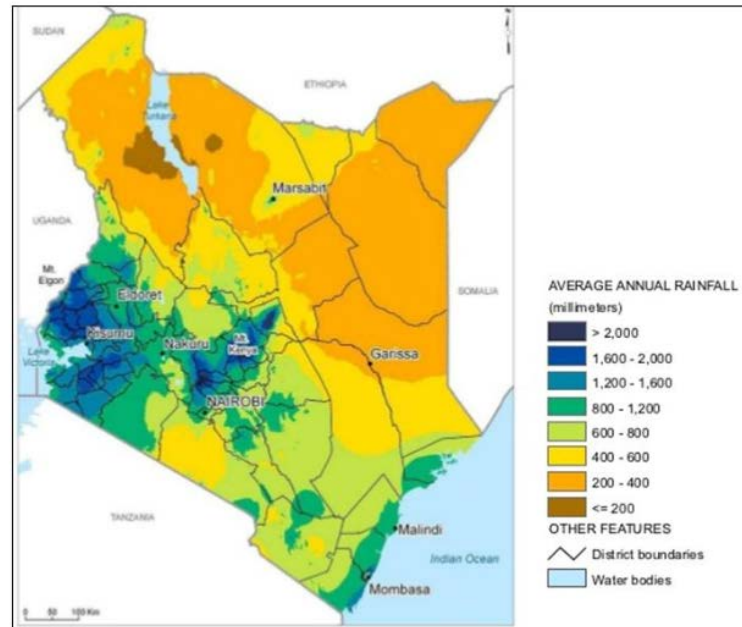 SUDAN
ETHIOPIA
Lake
Turkana
Marsabit
UGANDA
Mt.
Elgon
Eldoret
SOMALIA
Kisumu
Mt.
Kenya
Lake
Victoria
Nakuru
Garissa
NAIROBI
TANZANIA
Malindi
Indian Ocean
Mombasa
0 50 100 Km
AVERAGE ANNUAL RAINFALL
(millimeters)
> 2,000
1,600 - 2,000
1,200 - 1,600
800 - 1,200
600 - 800
400 - 600
200 - 400
<= 200
OTHER FEATURES
District boundaries
Water bodies